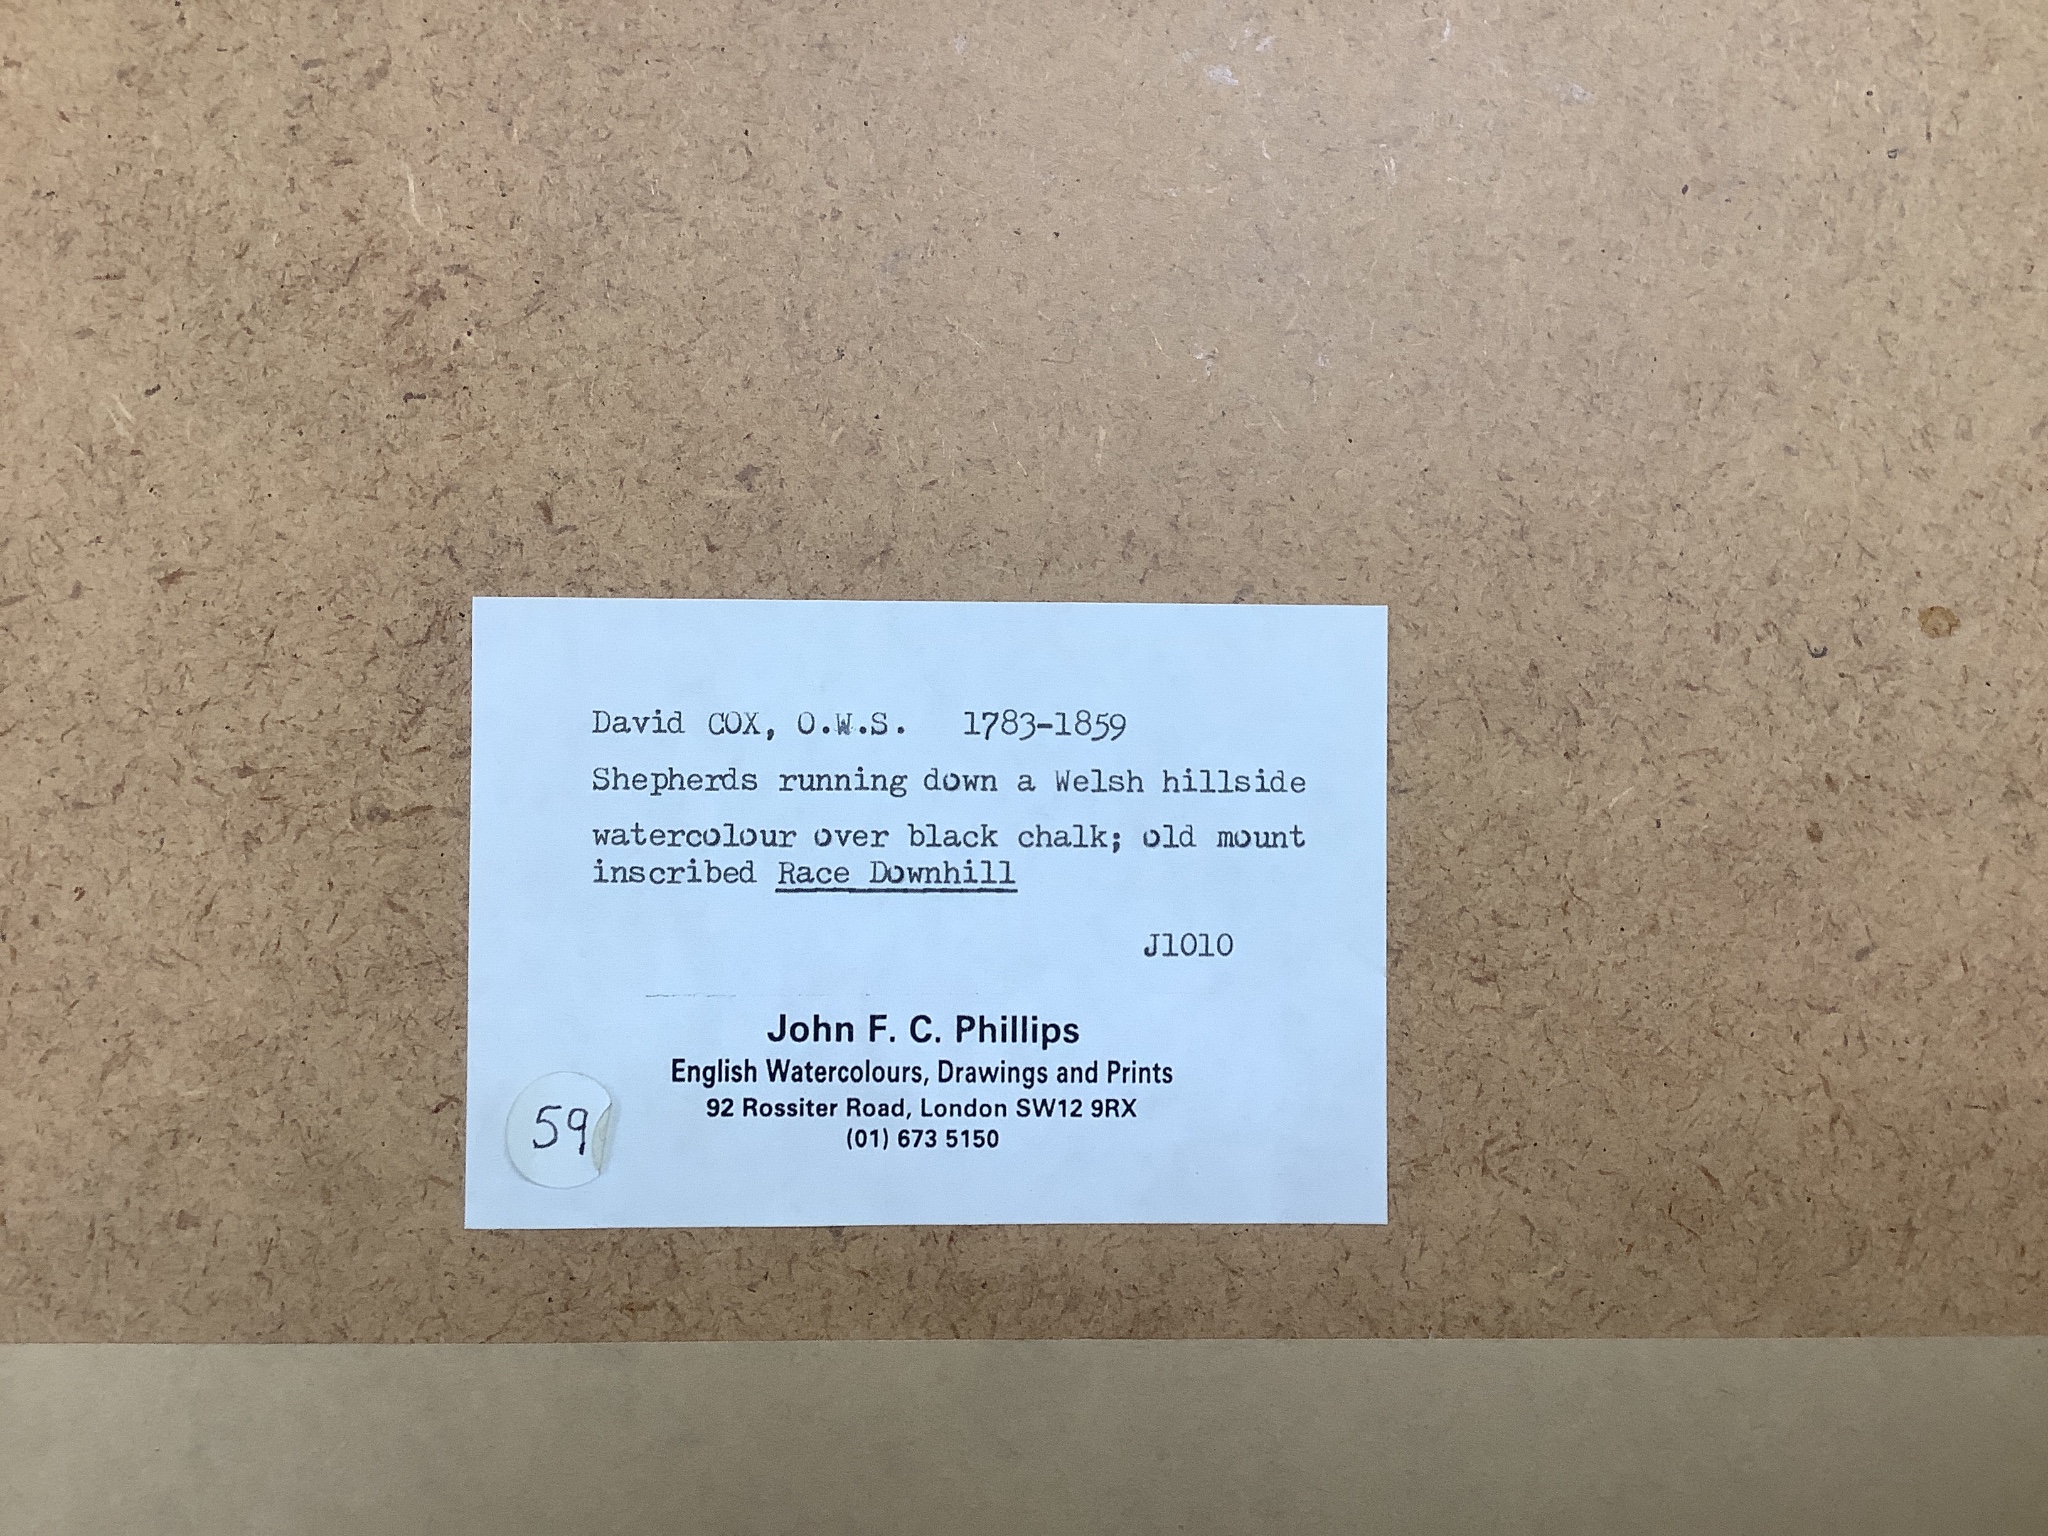 David COX, O.W.S. 1783-1859
Shepherds running down a Welsh hillside
watercolour over black chalk; old mount
inscribed Race Downhill
J1010
John F. C. Phillips
English Watercolours, Drawings and Prints
92 Rossiter Road, London SW12 9RX
(01) 673 5150
59